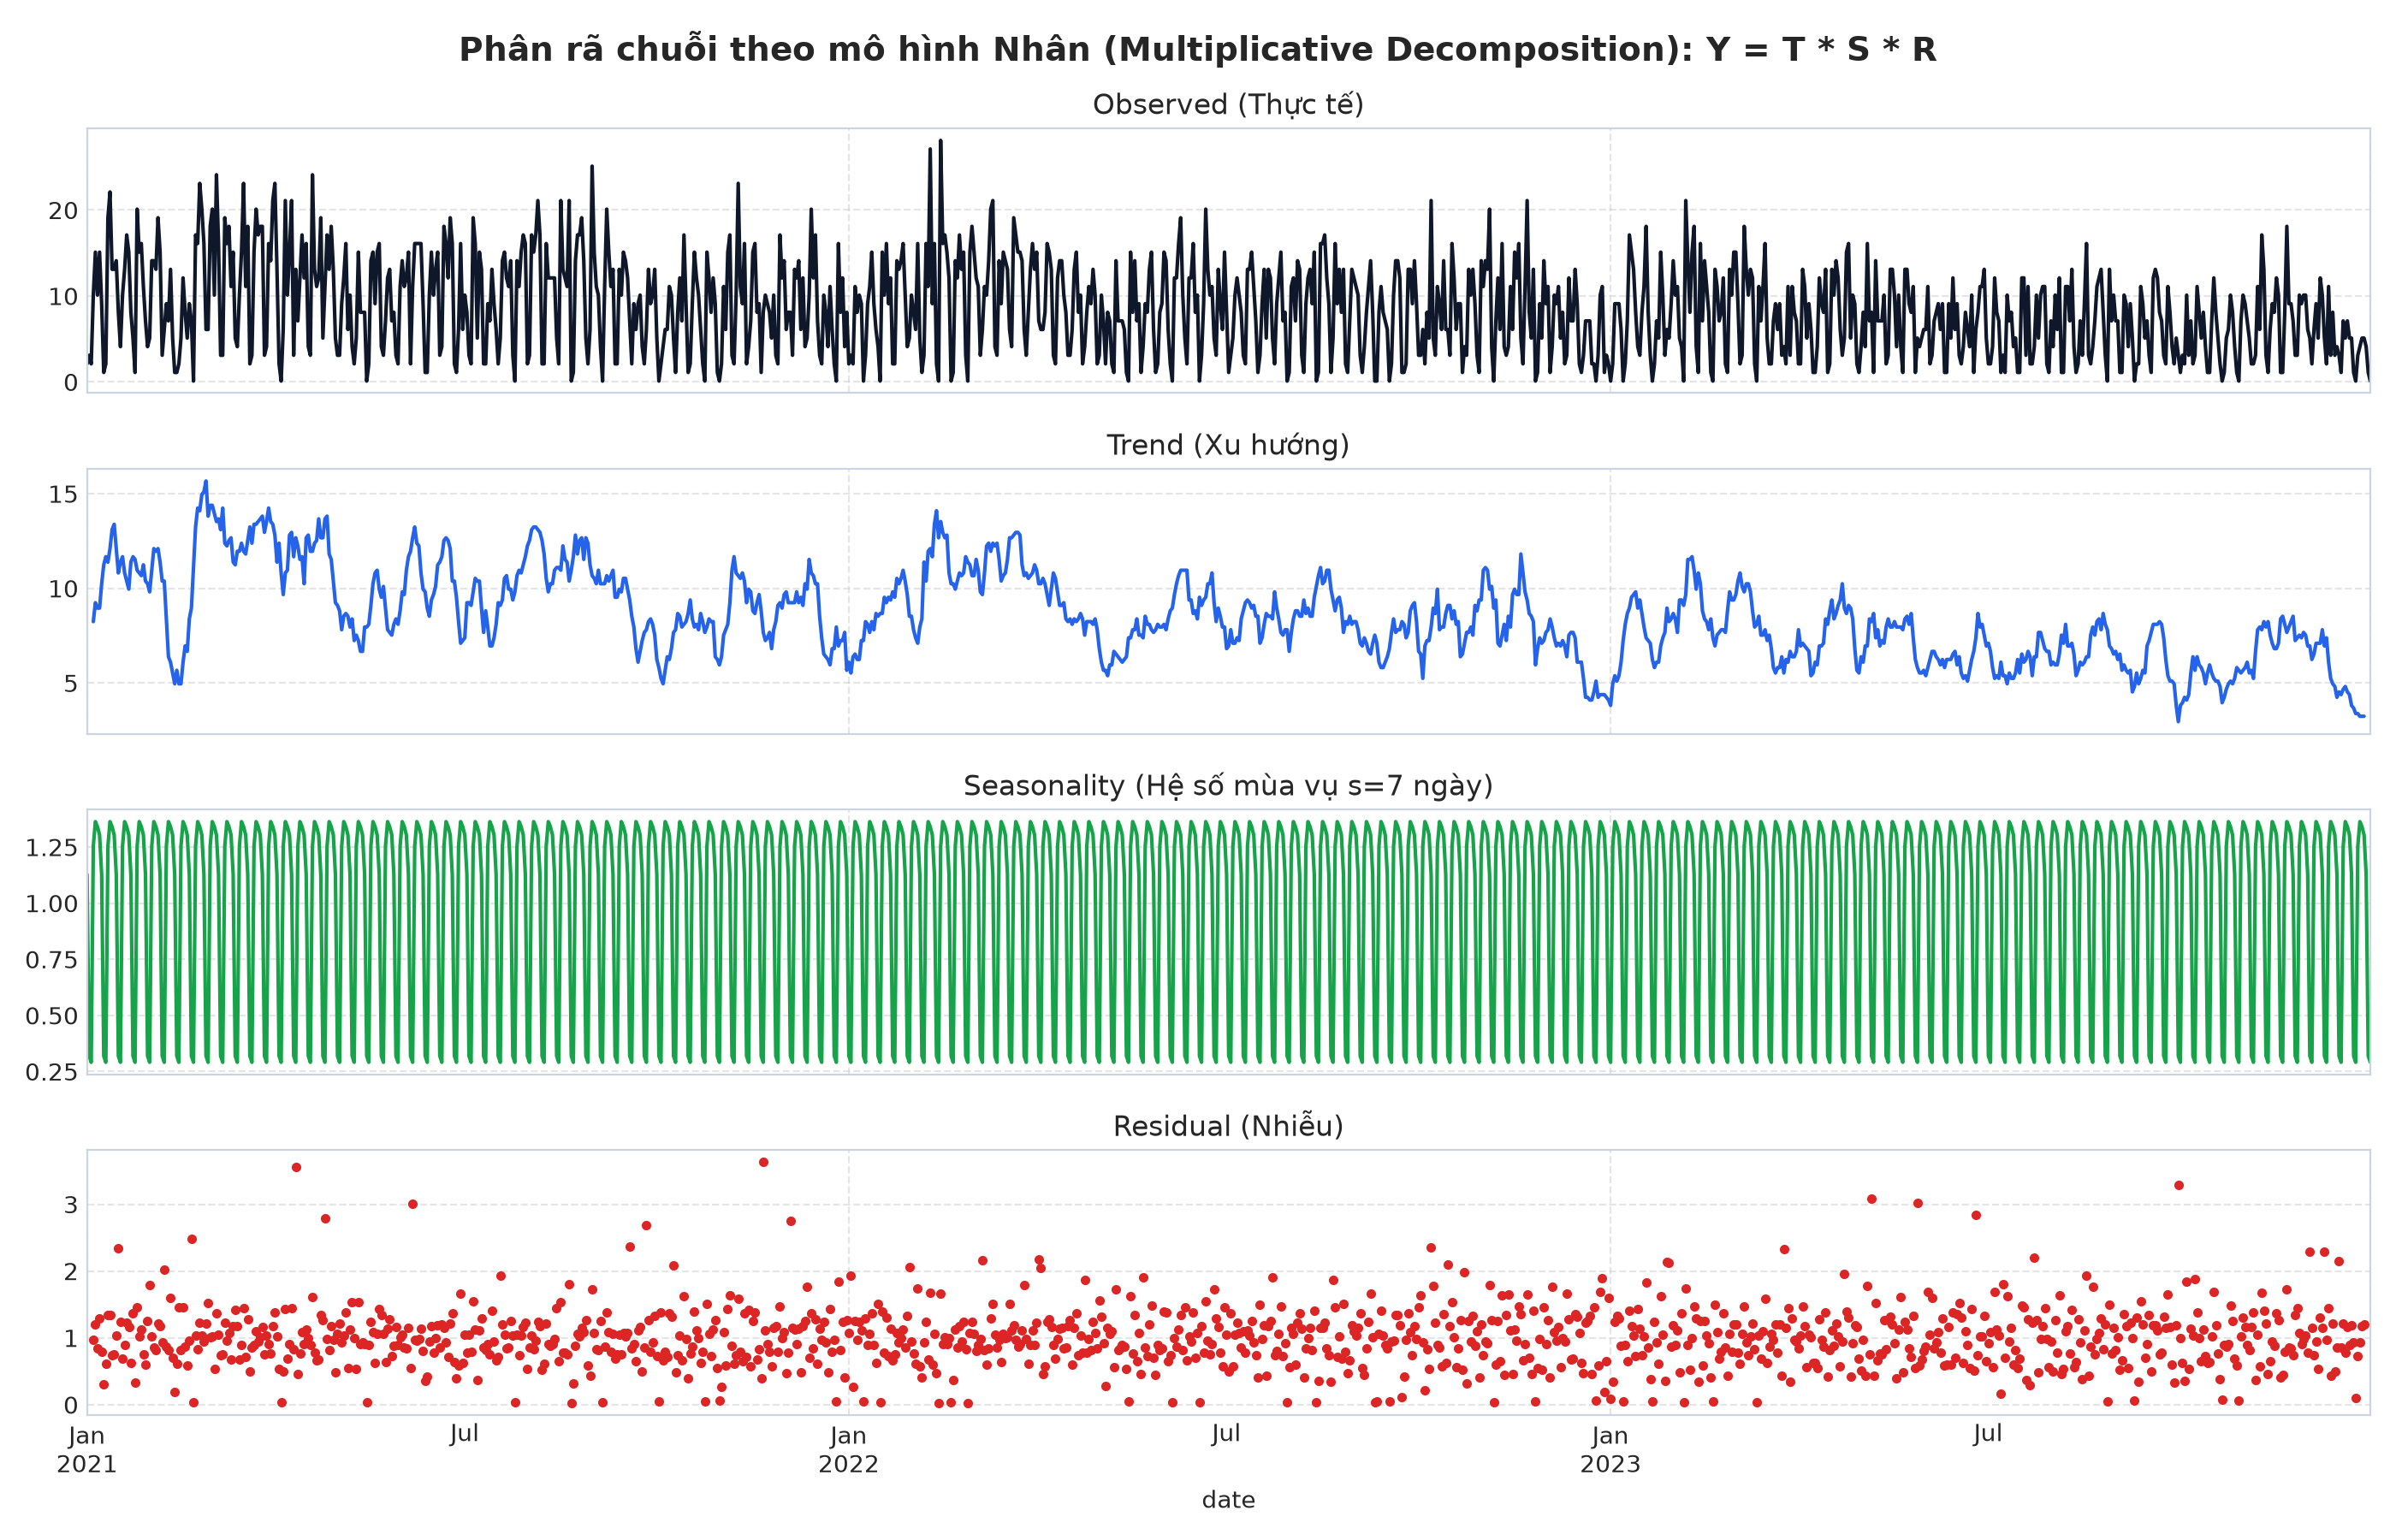 Phân rã chuỗi theo mô hình Nhân (Multiplicative Decomposition): Y = T * S * R
Observed (Thực tế)
20
10
0
Trend (Xu hướng)
15
10
5
Seasonality (Hệ số mùa vụ s=7 ngày)
1.25
1.00
0.75
0.50
0.25
Residual (Nhiễu)
3
2
1
0
Jan Jul Jan Jul Jan Jul
2021 2022 2023
date